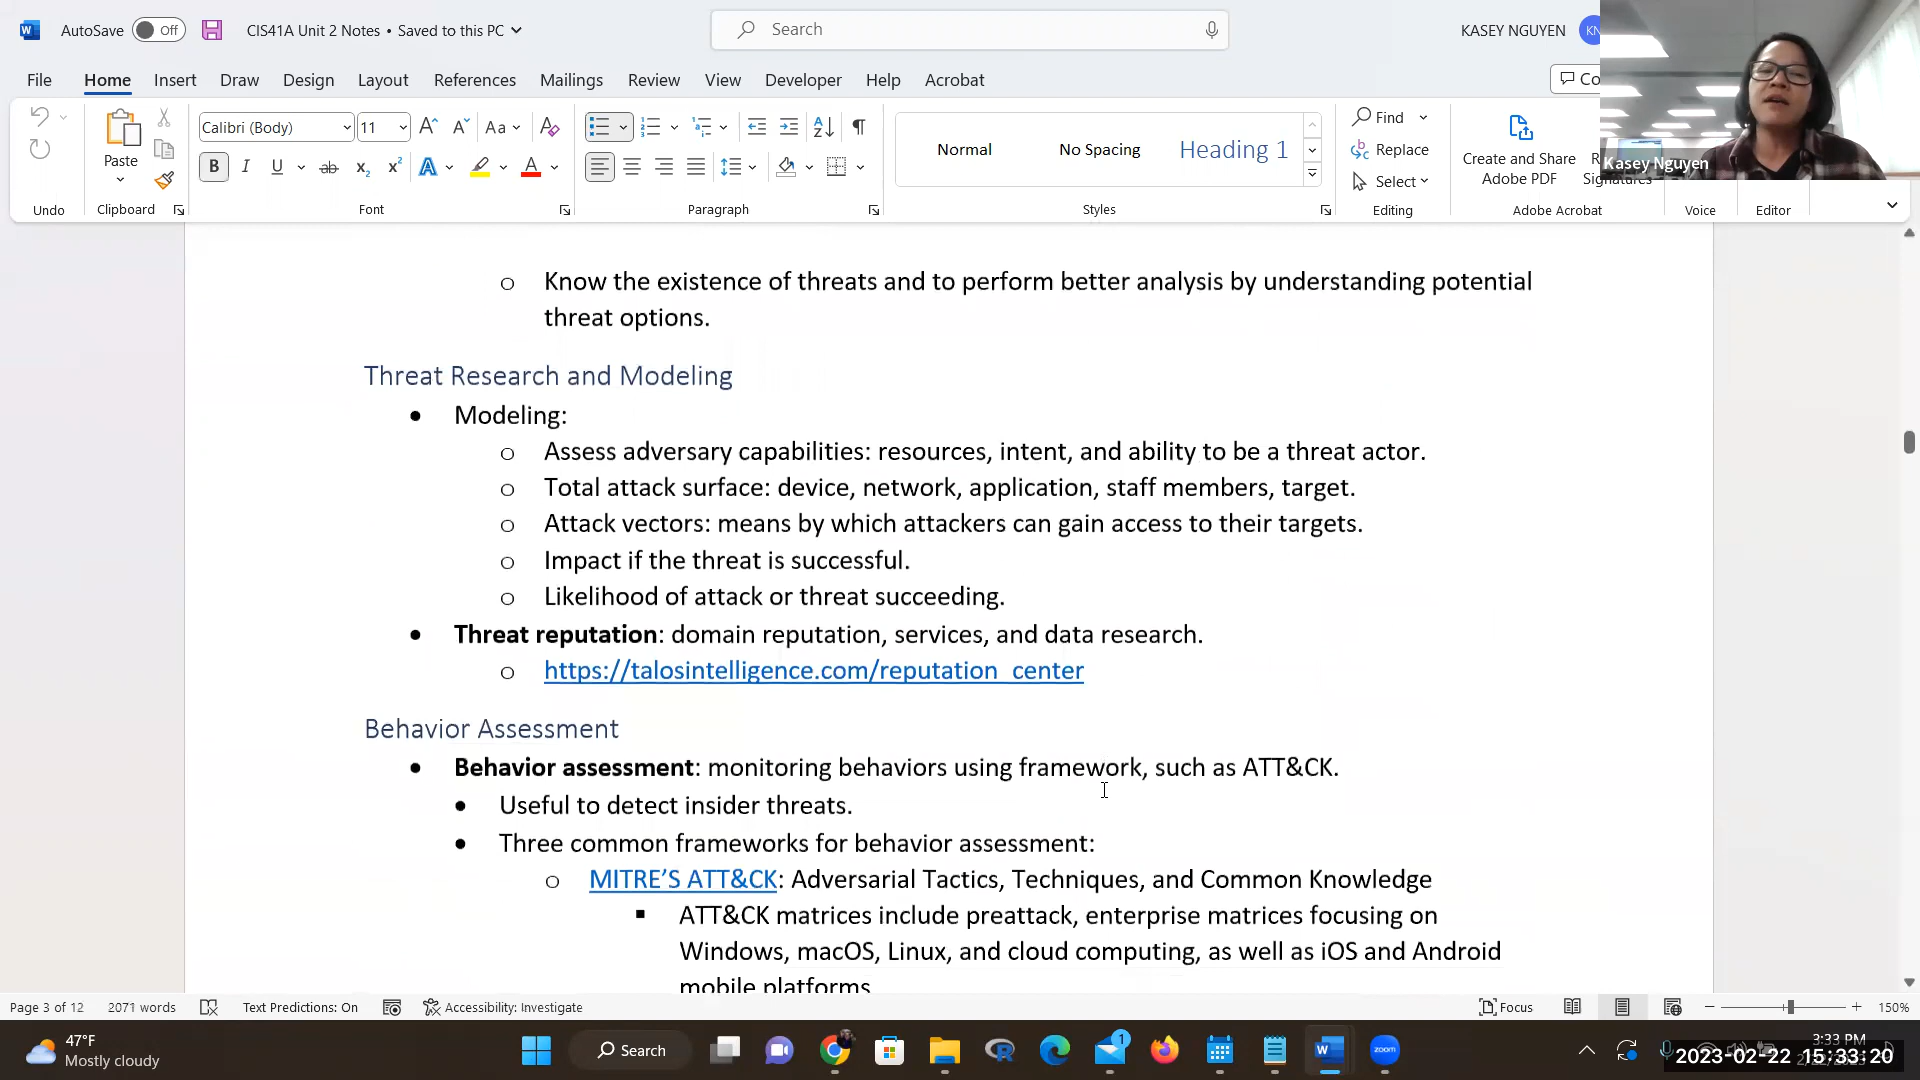 AutoSave Off CIS41A Unit 2 Notes • Saved to this PC Search KASEY NGUYEN KN
File Home Insert Draw Design Layout References Mailings Review View Developer Help Acrobat Co
Calibri (Body) 11 Aa Normal No Spacing Heading 1 Find
Paste Replace Create and Share
B I U ab Select Adobe PDF Signatures
Kasey Nguyen
Undo Clipboard Font Paragraph Styles Editing Adobe Acrobat Voice Editor
o Know the existence of threats and to perform better analysis by understanding potential
threat options.
Threat Research and Modeling
• Modeling:
o Assess adversary capabilities: resources, intent, and ability to be a threat actor.
o Total attack surface: device, network, application, staff members, target.
o Attack vectors: means by which attackers can gain access to their targets.
o Impact if the threat is successful.
o Likelihood of attack or threat succeeding.
• Threat reputation: domain reputation, services, and data research.
o https://talosintelligence.com/reputation_center
Behavior Assessment
• Behavior assessment: monitoring behaviors using framework, such as ATT&CK.
• Useful to detect insider threats.
• Three common frameworks for behavior assessment:
o MITRE’S ATT&CK: Adversarial Tactics, Techniques, and Common Knowledge
▪ ATT&CK matrices include preattack, enterprise matrices focusing on
Windows, macOS, Linux, and cloud computing, as well as iOS and Android
mobile platforms
Page 3 of 12 2071 words Text Predictions: On Accessibility: Investigate Focus 150%
47°F
Mostly cloudy
Search
zoom
1
3:33 PM
2023-02-22 15:33:20